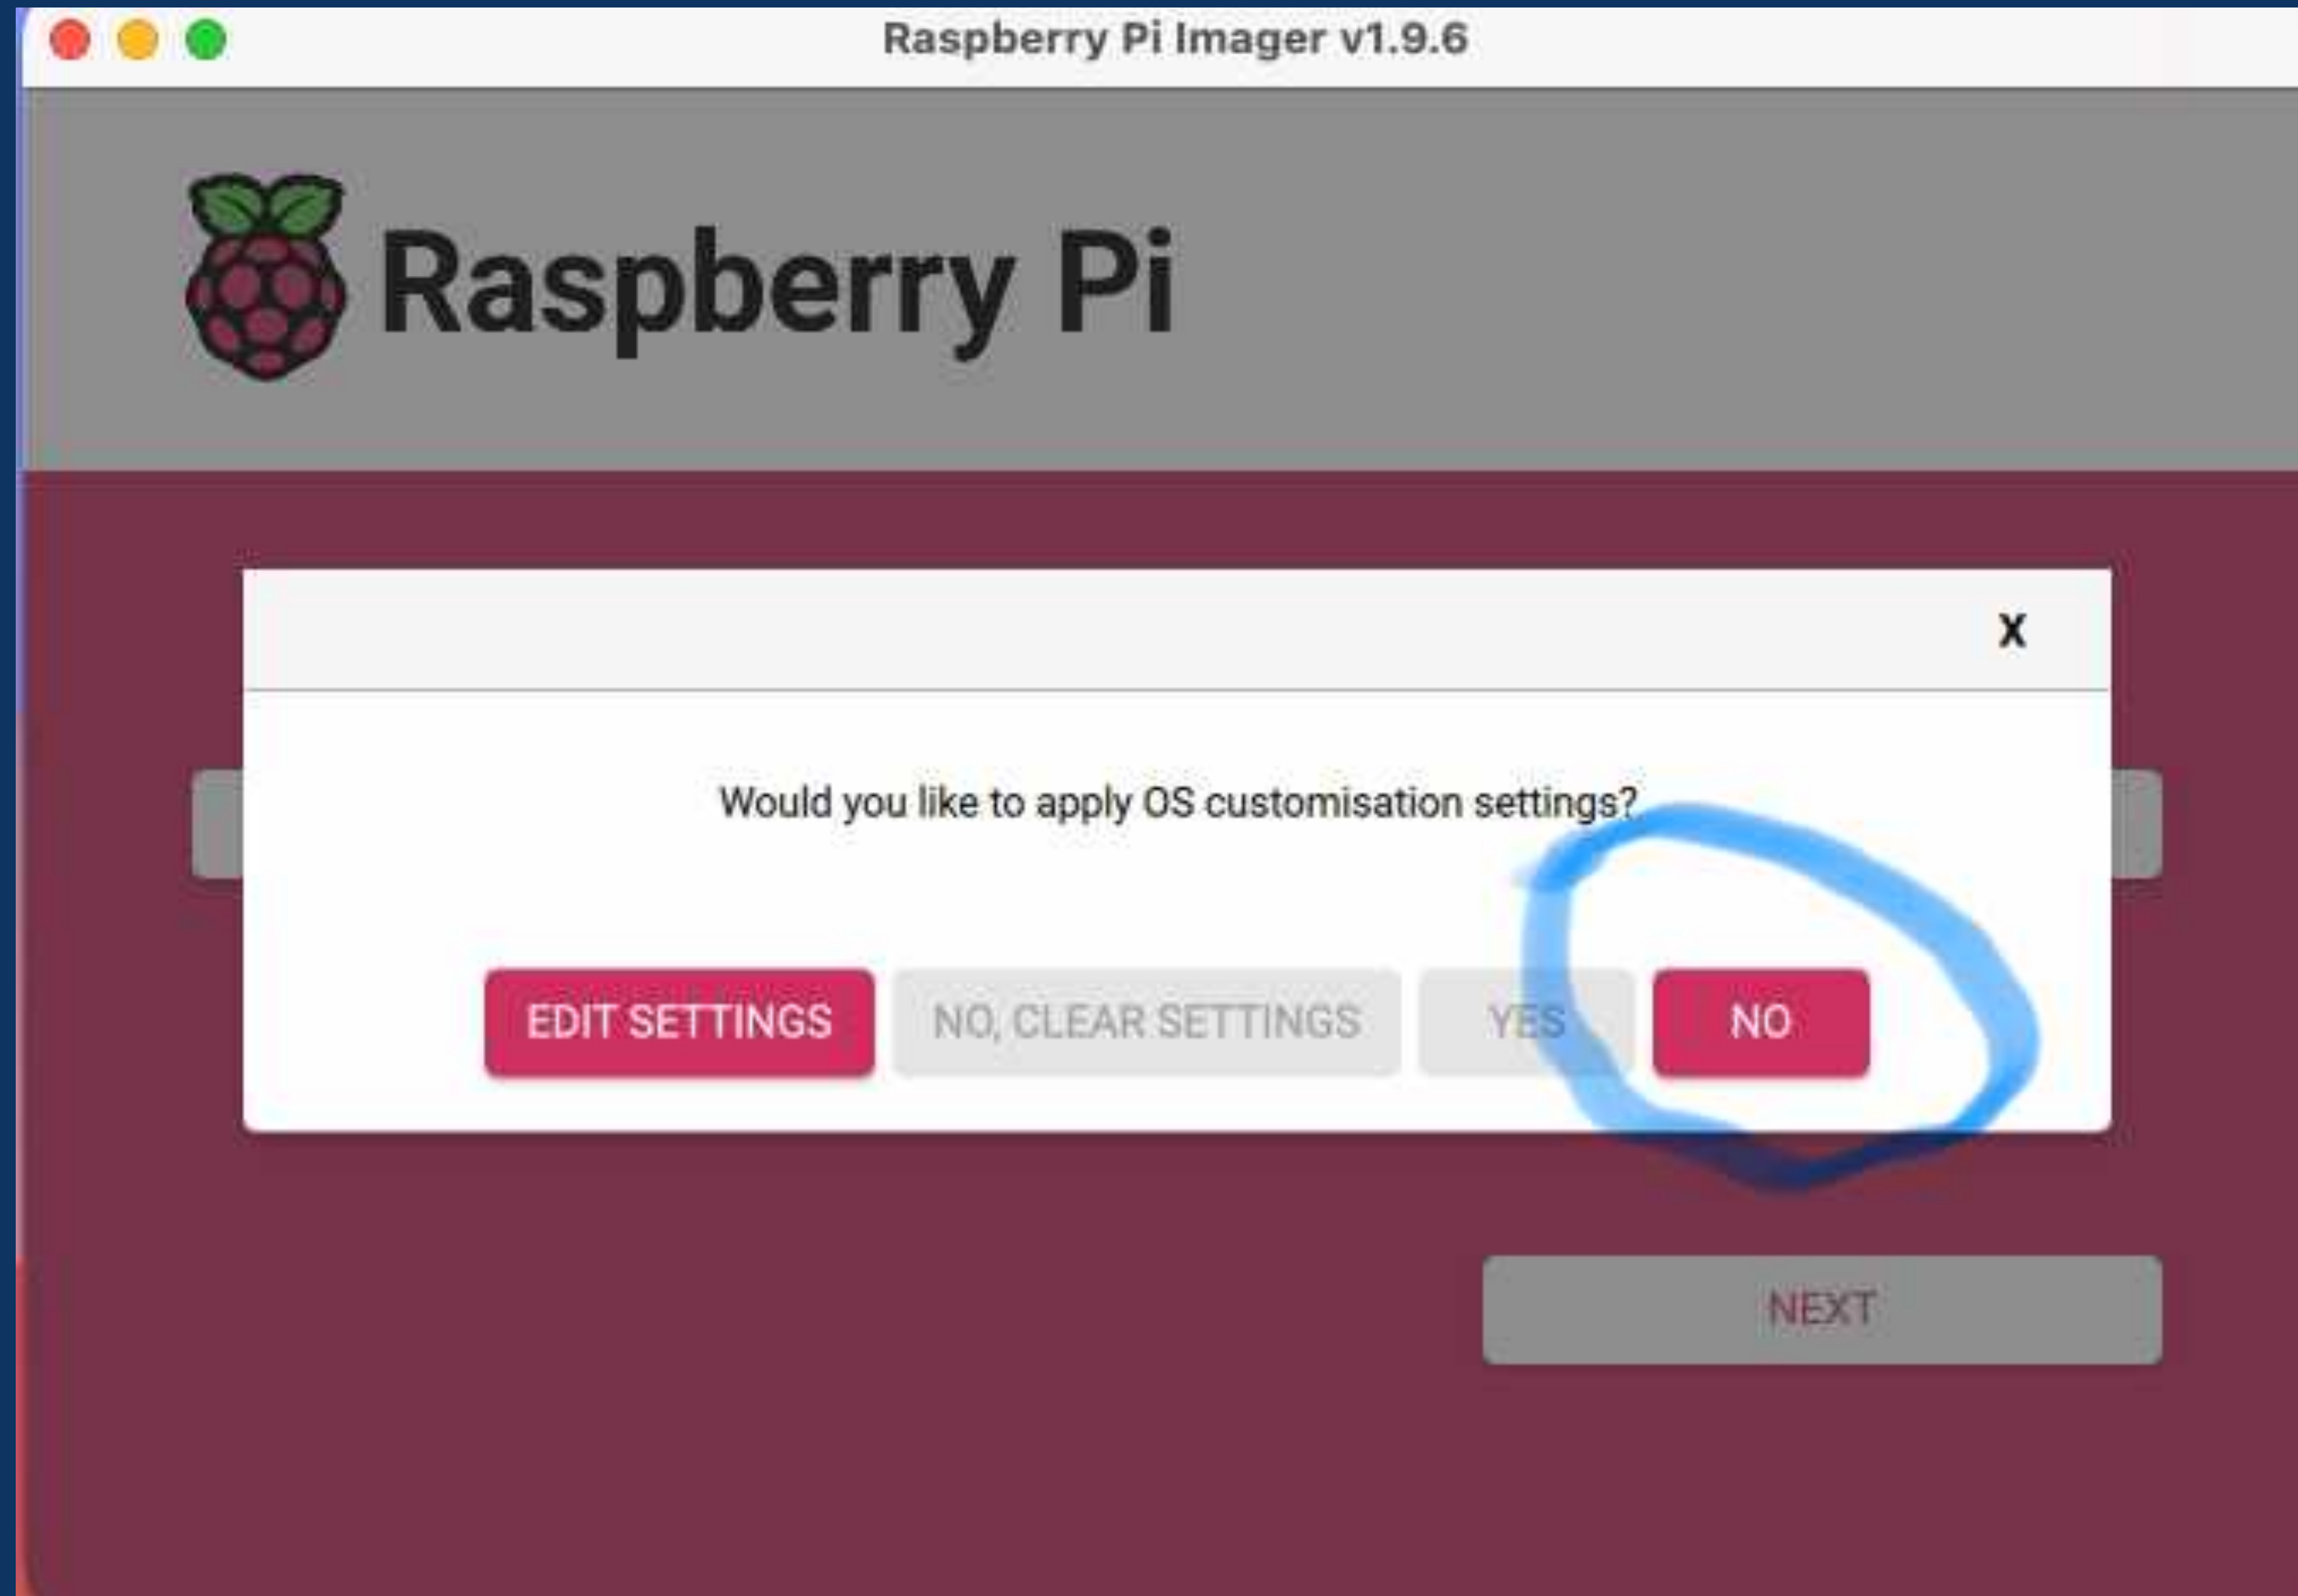 Raspberry Pi Imager v1.9.6
Raspberry Pi
X
Would you like to apply OS customisation settings?
EDIT SETTINGS
NO, CLEAR SETTINGS
YES
NO
NEXT